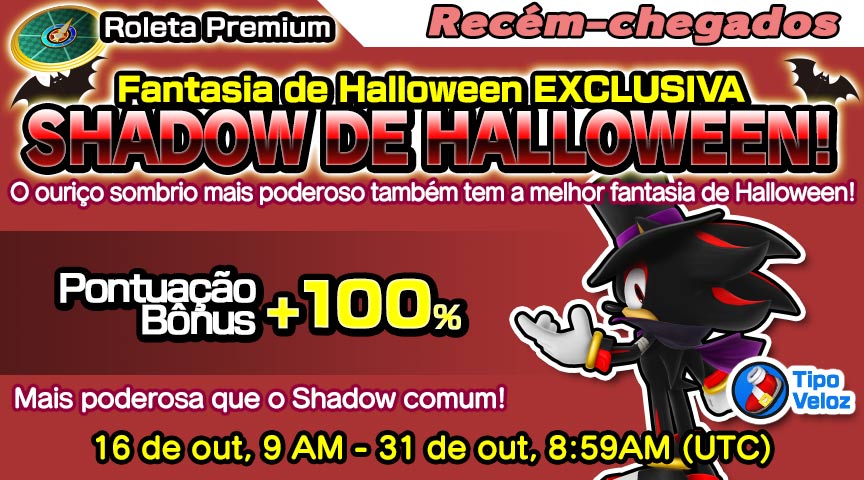 Roleta Premium
Recém-chegados
Fantasia de Halloween EXCLUSIVA
SHADOW DE HALLOWEEN!
O ouriço sombrio mais poderoso também tem a melhor fantasia de Halloween!
Pontuação
Bônus +100%
Tipo
Veloz
Mais poderosa que o Shadow comum!
16 de out, 9 AM - 31 de out, 8:59AM (UTC)